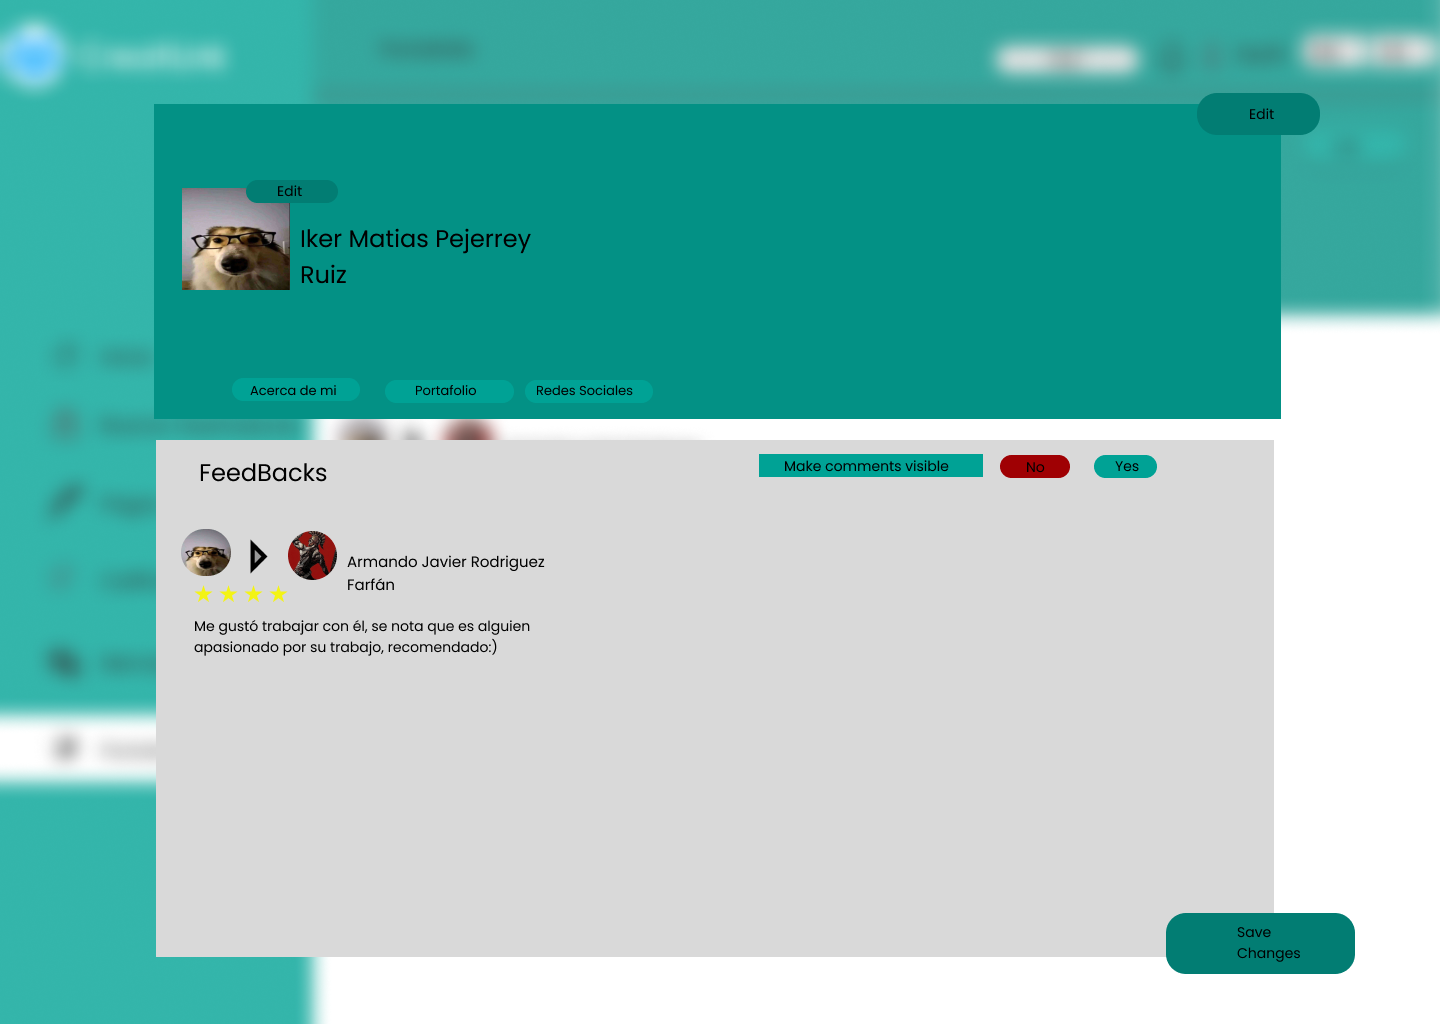 Edit
Edit
Iker Matias Pejerrey
Ruiz
Acerca de mi
Portafolio
Redes Sociales
FeedBacks
Make comments visible
No
Yes
Armando Javier Rodriguez
Farfán
Me gustó trabajar con él, se nota que es alguien
apasionado por su trabajo, recomendado:)
Save
Changes